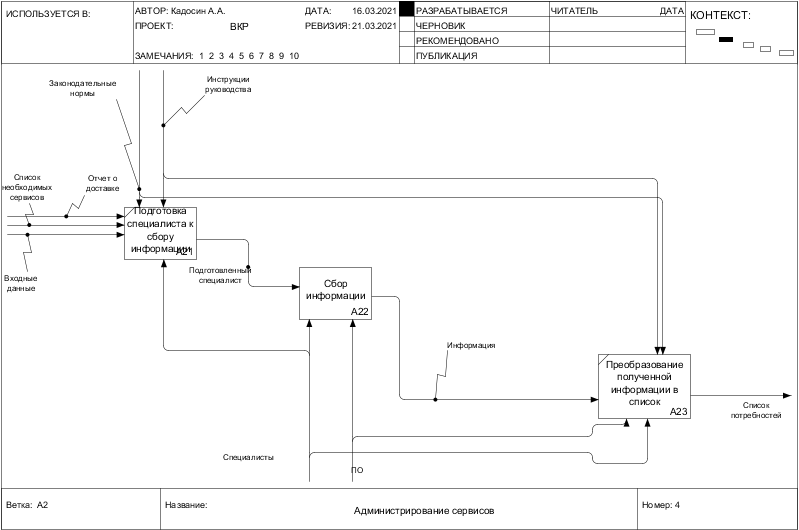 ИСПОЛЬЗУЕТСЯ В:
АВТОР: Кадосин А.А.
ДАТА: 16.03.2021
ПРОЕКТ: ВКР
РЕВИЗИЯ: 21.03.2021
ЗАМЕЧАНИЯ: 1 2 3 4 5 6 7 8 9 10
РАЗРАБАТЫВАЕТСЯ
ЧЕРНОВИК
РЕКОМЕНДОВАНО
ПУБЛИКАЦИЯ
ЧИТАТЕЛЬ
ДАТА
КОНТЕКСТ:
Законодательные
нормы
Инструкции
руководства
Список
необходимых
сервисов
Отчет о
доставке
Входные
данные
Подготовка
специалиста к
сбору
информации
A21
Подготовленный
специалист
Сбор
информации
A22
Информация
Преобразование
полученной
информации в
список
A23
Список
потребностей
Специалисты
ПО
Ветка: A2
Название:
Администрирование сервисов
Номер: 4